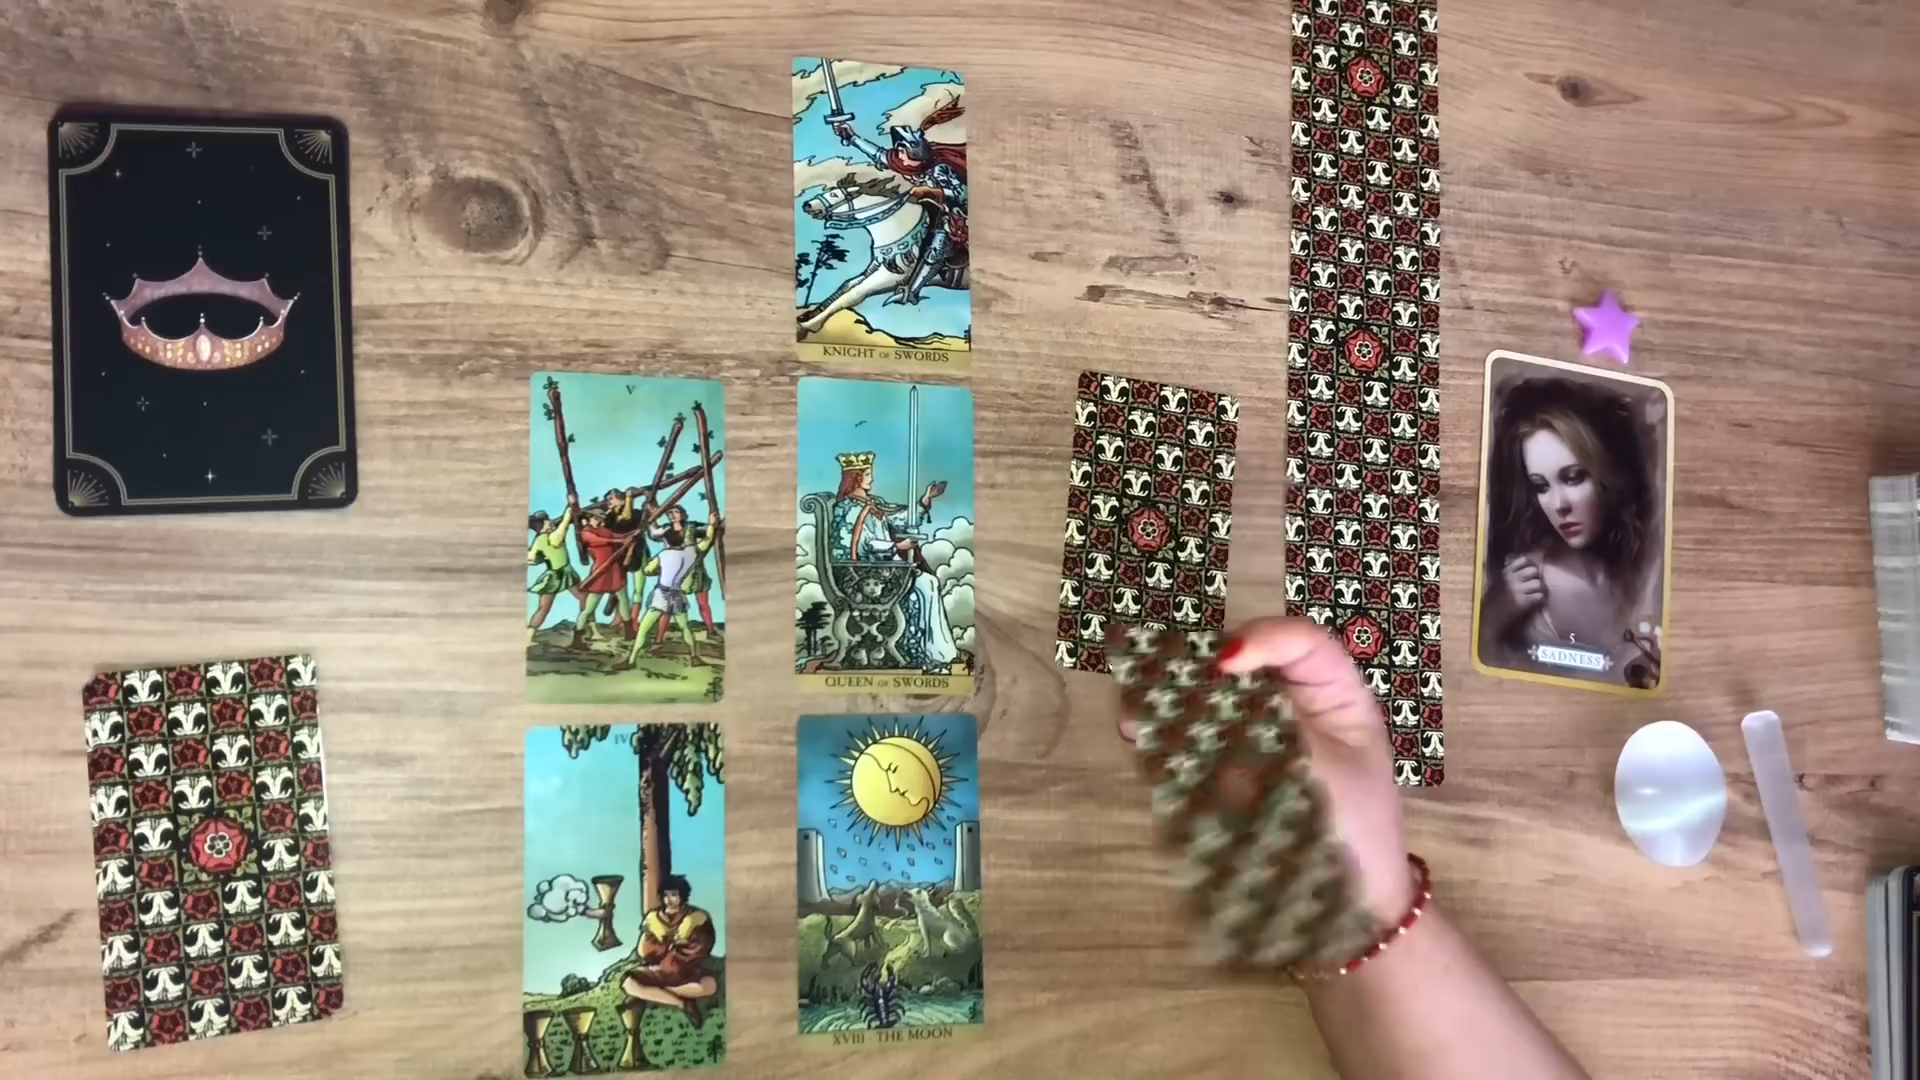 KNIGHT OF SWORDS
V
QUEEN OF SWORDS
5
SADNESS
IV
XVIII THE MOON